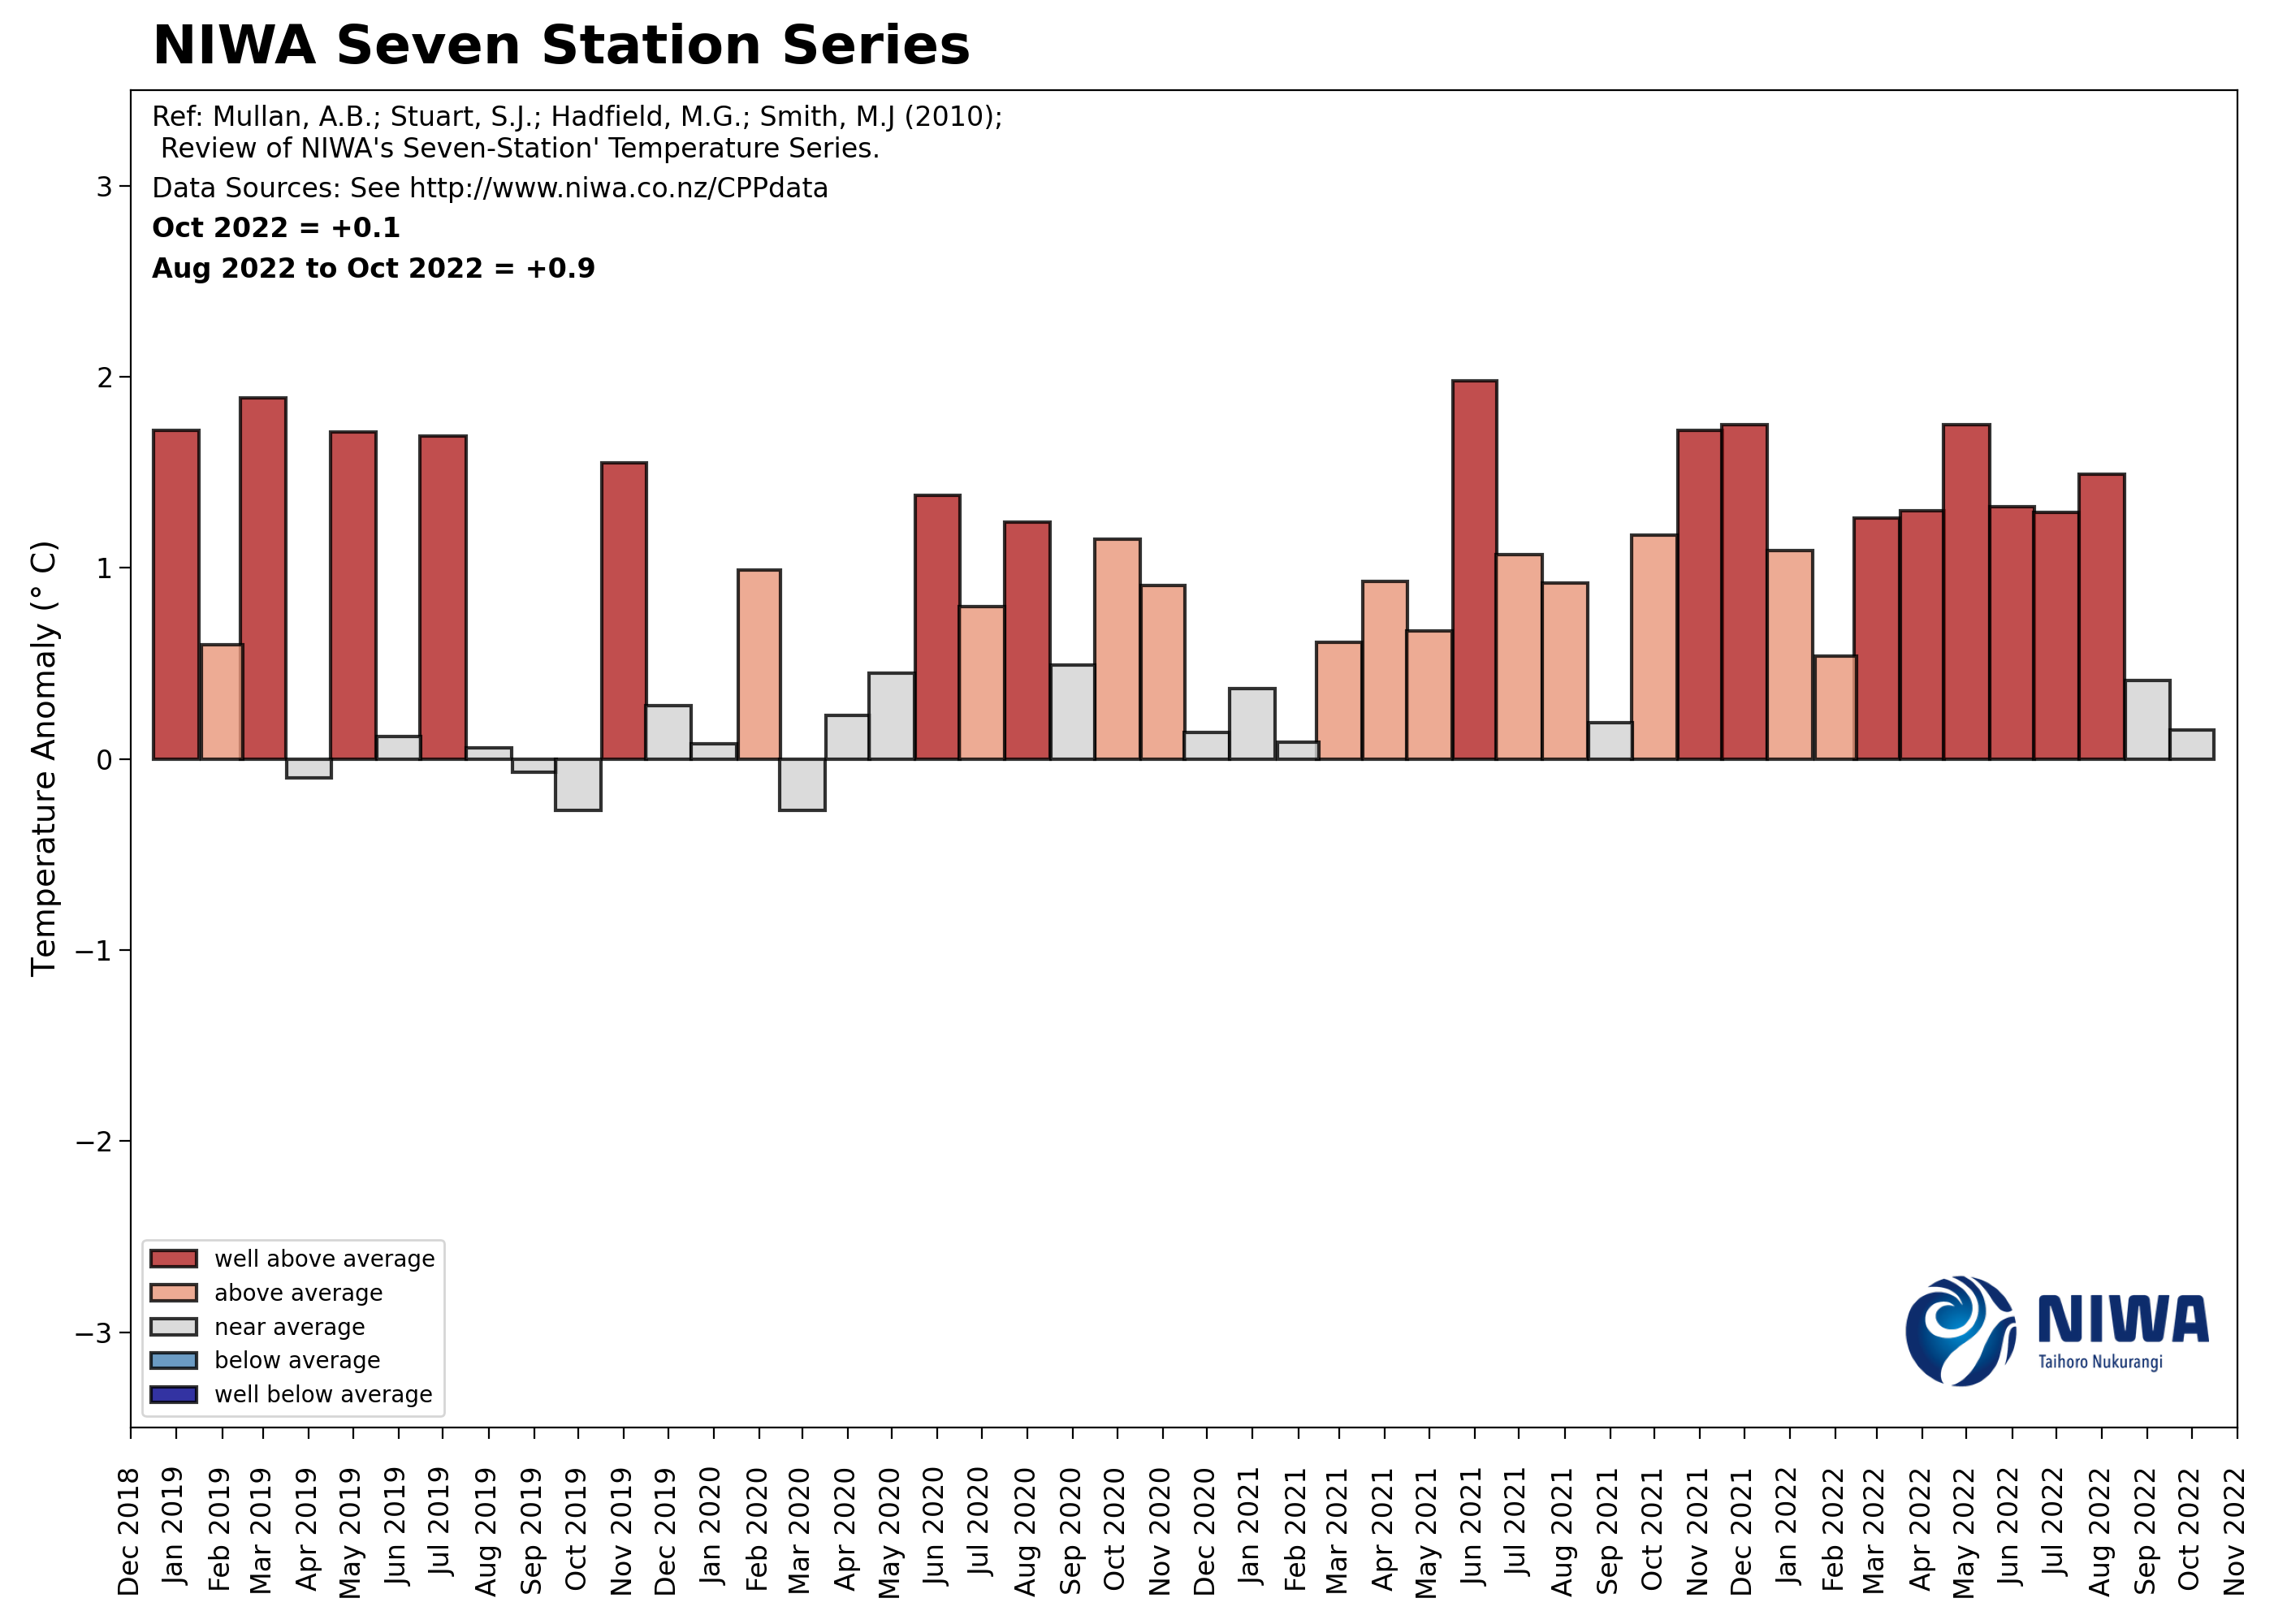 NIWA Seven Station Series
Ref: Mullan, A.B.; Stuart, S.J.; Hadfield, M.G.; Smith, M.J (2010);
Review of NIWA's Seven-Station' Temperature Series.
Data Sources: See http://www.niwa.co.nz/CPPdata
Oct 2022 = +0.1
Aug 2022 to Oct 2022 = +0.9
Temperature Anomaly (° C)
3
2
1
0
−1
−2
−3
well above average
above average
near average
below average
well below average
NIWA
Taihoro Nukurangi
Dec 2018
Jan 2019
Feb 2019
Mar 2019
Apr 2019
May 2019
Jun 2019
Jul 2019
Aug 2019
Sep 2019
Oct 2019
Nov 2019
Dec 2019
Jan 2020
Feb 2020
Mar 2020
Apr 2020
May 2020
Jun 2020
Jul 2020
Aug 2020
Sep 2020
Oct 2020
Nov 2020
Dec 2020
Jan 2021
Feb 2021
Mar 2021
Apr 2021
May 2021
Jun 2021
Jul 2021
Aug 2021
Sep 2021
Oct 2021
Nov 2021
Dec 2021
Jan 2022
Feb 2022
Mar 2022
Apr 2022
May 2022
Jun 2022
Jul 2022
Aug 2022
Sep 2022
Oct 2022
Nov 2022